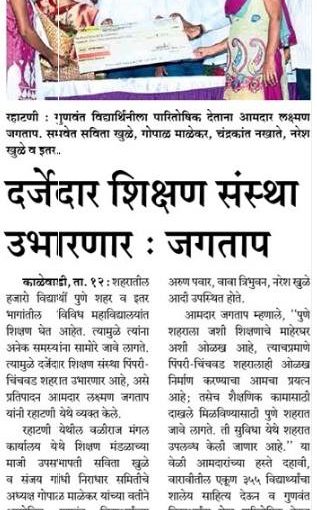 रहाटणी : गुणवंत विद्यार्थिनीला पारितोषिक देताना आमदार लक्ष्मण
जगताप. समवेत सविता खुळे, गोपाळ माळेकर, चंद्रकांत नखाते, नरेश
खुळे व इतर..
दर्जेदार शिक्षण संस्था
उभारणार : जगताप
काळेवाडी, ता. १२ : शहरातील
हजारो विद्यार्थी पुणे शहर व इतर
भागांतील विविध महाविद्यालयांत
शिक्षण घेत आहेत. त्यामुळे त्यांना
अनेक समस्यांना सामोरे जावे लागते.
त्यामुळे दर्जेदार शिक्षण संस्था पिंपरी-
चिंचवड शहरात उभारणार आहे, असे
प्रतिपादन आमदार लक्ष्मण जगताप
यांनी रहाटणी येथे व्यक्त केले.
रहाटणी येथील वळीराज मंगल
कार्यालय येथे शिक्षण मंडळाच्या
माजी उपसभापती सविता खुळे
व संजय गांधी निराधार समितीचे
अध्यक्ष गोपाळ माळेकर यांच्या वतीने
अरुण पवार, बाबा त्रिभुवन, नरेश खुळे
आदी उपस्थित होते.
आमदार जगताप म्हणाले, ''पुणे
शहराला जशी शिक्षणाचे माहेरघर
अशी ओळख आहे, त्याचप्रमाणे
पिंपरी-चिंचवड शहरालाही ओळख
निर्माण करण्याचा आमचा प्रयत्न
आहे; तसेच शैक्षणिक कामासाठी
दाखले मिळविण्यासाठी पुणे शहरात
जावे लागते. ती सुविधा येथे शहरात
उपलब्ध केली जाणार आहे.'' या
वेळी आमदारांच्या हस्ते दहावी,
बारावीतील एकूण ३५५ विद्यार्थ्यांचा
शालेय साहित्य देऊन व गुणवंत